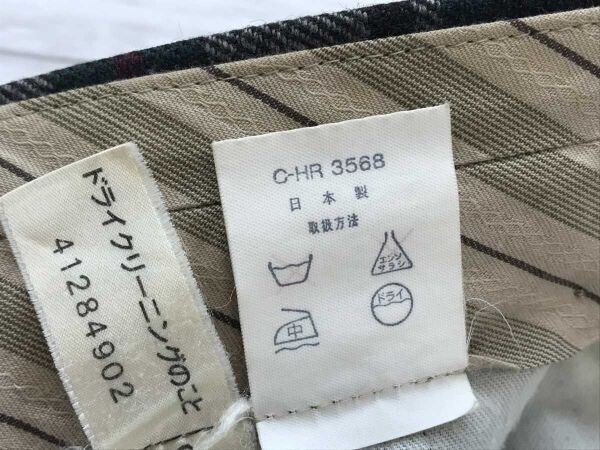 ドライクリーニングのこと
41284902
C-HR 3568
日本製
取扱方法
エンソ
サラシ
中
ドライ